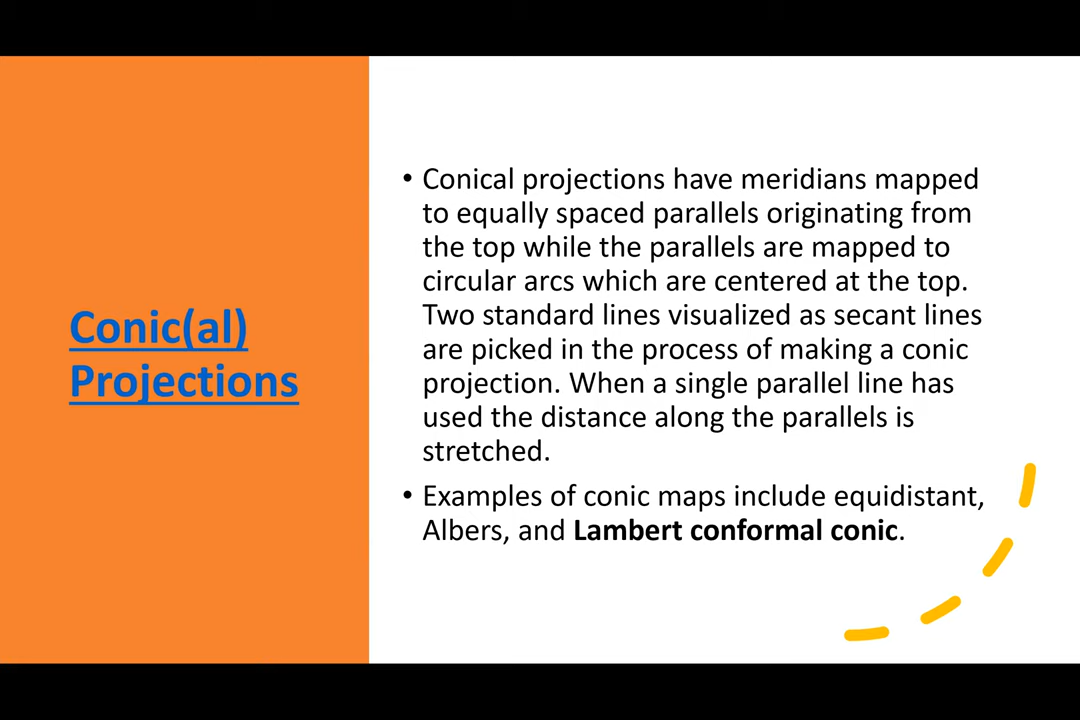 Conic(al)
Projections
• Conical projections have meridians mapped
to equally spaced parallels originating from
the top while the parallels are mapped to
circular arcs which are centered at the top.
Two standard lines visualized as secant lines
are picked in the process of making a conic
projection. When a single parallel line has
used the distance along the parallels is
stretched.
• Examples of conic maps include equidistant,
Albers, and Lambert conformal conic.